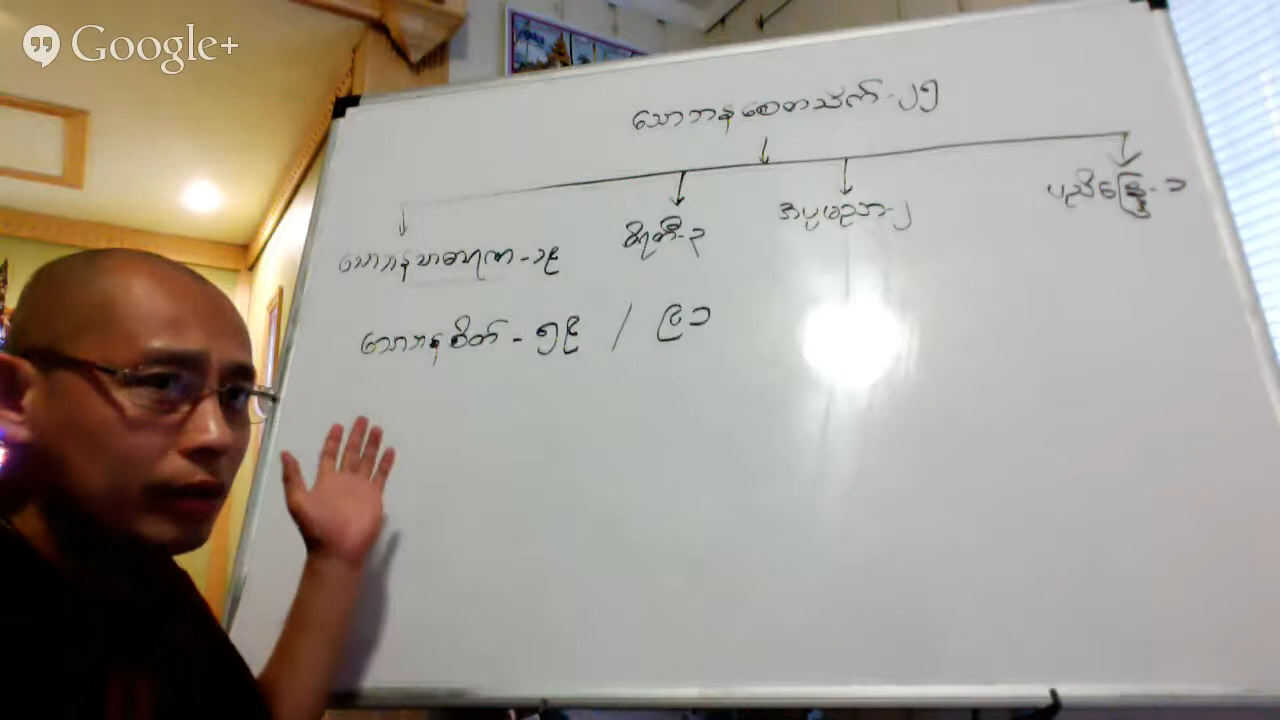 Google+
သောဘနစေတသိက်-၂၅
သောဘနသာဓာရဏ-၁၉
ဝိရတီ-၃
အပ္ပမညာ-၂
ပညိန္ဒြေ-၁
သောဘနစိတ်-၅၉ / ၉၁